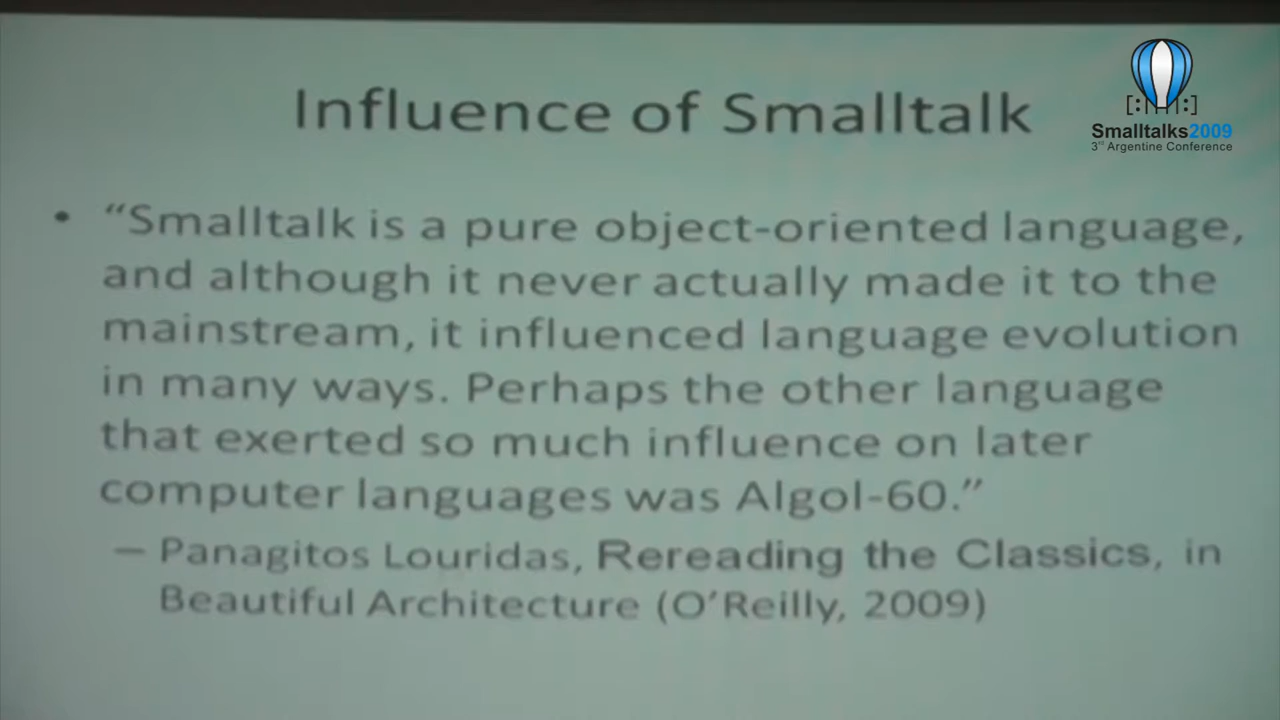 Influence of Smalltalk
[:|||:]
Smalltalks2009
3rd Argentine Conference
• “Smalltalk is a pure object-oriented language,
and although it never actually made it to the
mainstream, it influenced language evolution
in many ways. Perhaps the other language
that exerted so much influence on later
computer languages was Algol-60.”
– Panagitos Louridas, Rereading the Classics, in
Beautiful Architecture (O’Reilly, 2009)